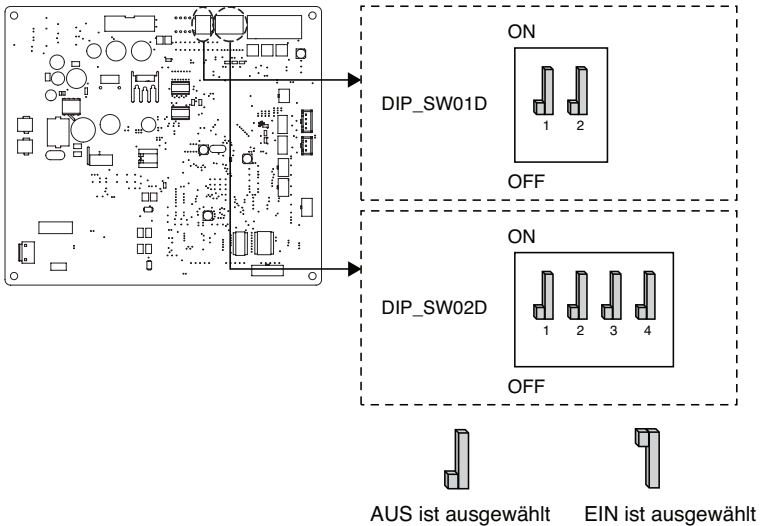 ON
DIP_SW01D
1 2
OFF
ON
DIP_SW02D
1 2 3 4
OFF
AUS ist ausgewählt
EIN ist ausgewählt